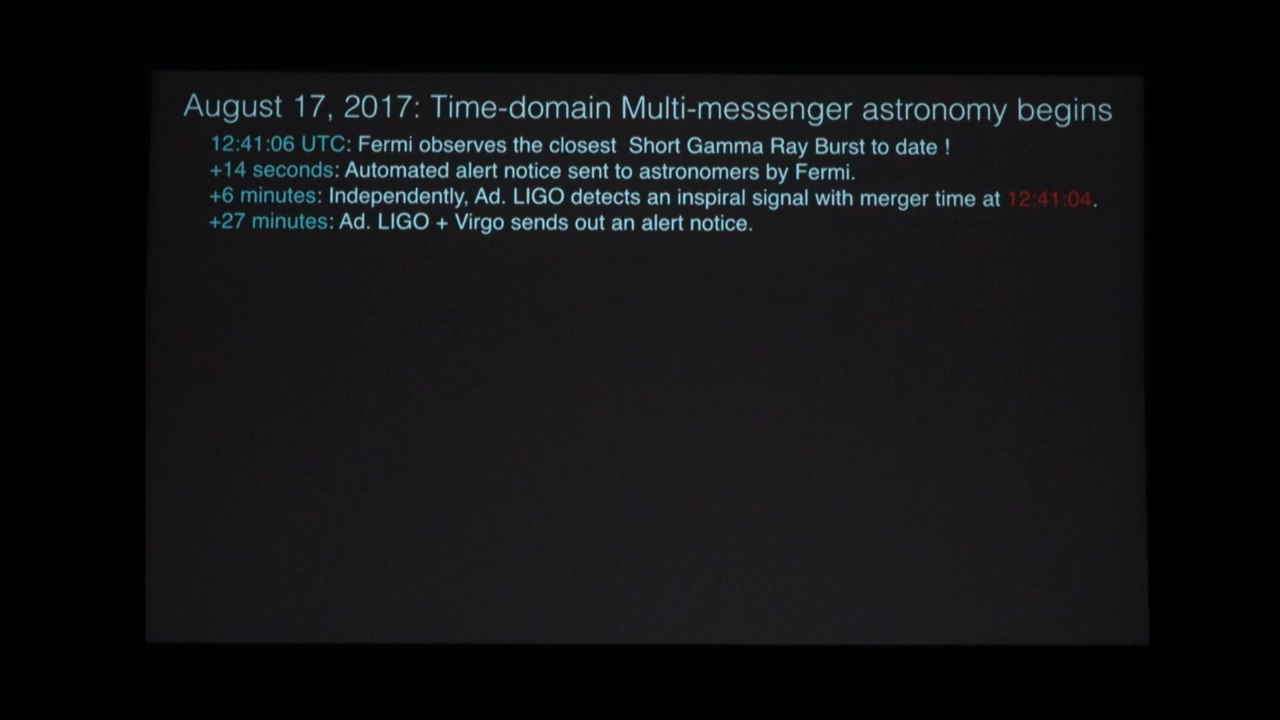 August 17, 2017: Time-domain Multi-messenger astronomy begins
12:41:06 UTC: Fermi observes the closest  Short Gamma Ray Burst to date !
+14 seconds: Automated alert notice sent to astronomers by Fermi.
+6 minutes: Independently, Ad. LIGO detects an inspiral signal with merger time at 12:41:04.
+27 minutes: Ad. LIGO + Virgo sends out an alert notice.